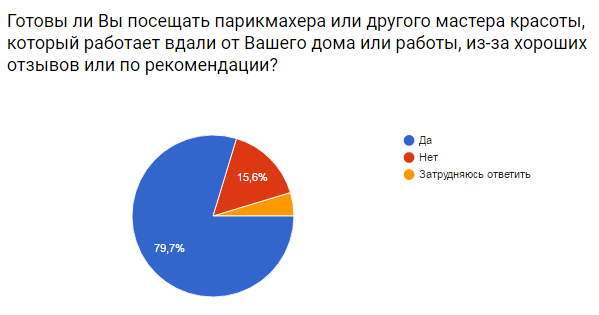 Готовы ли Вы посещать парикмахера или другого мастера красоты,
который работает вдали от Вашего дома или работы, из-за хороших
отзывов или по рекомендации?
Да
Нет
Затрудняюсь ответить
15,6%
79,7%